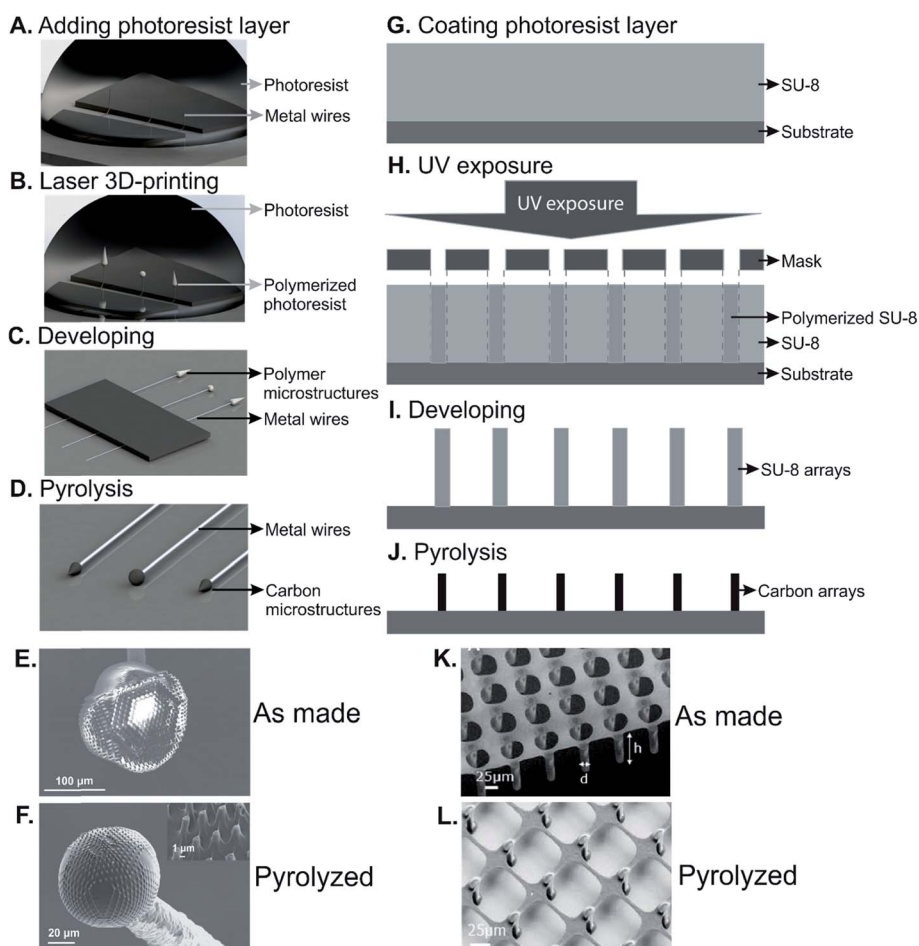 A. Adding photoresist layer
Photoresist
Metal wires
B. Laser 3D-printing
Photoresist
Polymerized
photoresist
C. Developing
Polymer
microstructures
Metal wires
D. Pyrolysis
Metal wires
Carbon
microstructures
E.
As made
100 µm
F.
1 µm
Pyrolyzed
20 µm
G. Coating photoresist layer
SU-8
Substrate
H. UV exposure
UV exposure
Mask
Polymerized SU-8
SU-8
Substrate
I. Developing
SU-8 arrays
J. Pyrolysis
Carbon arrays
K.
As made
h
25µm
d
L.
Pyrolyzed
25µm